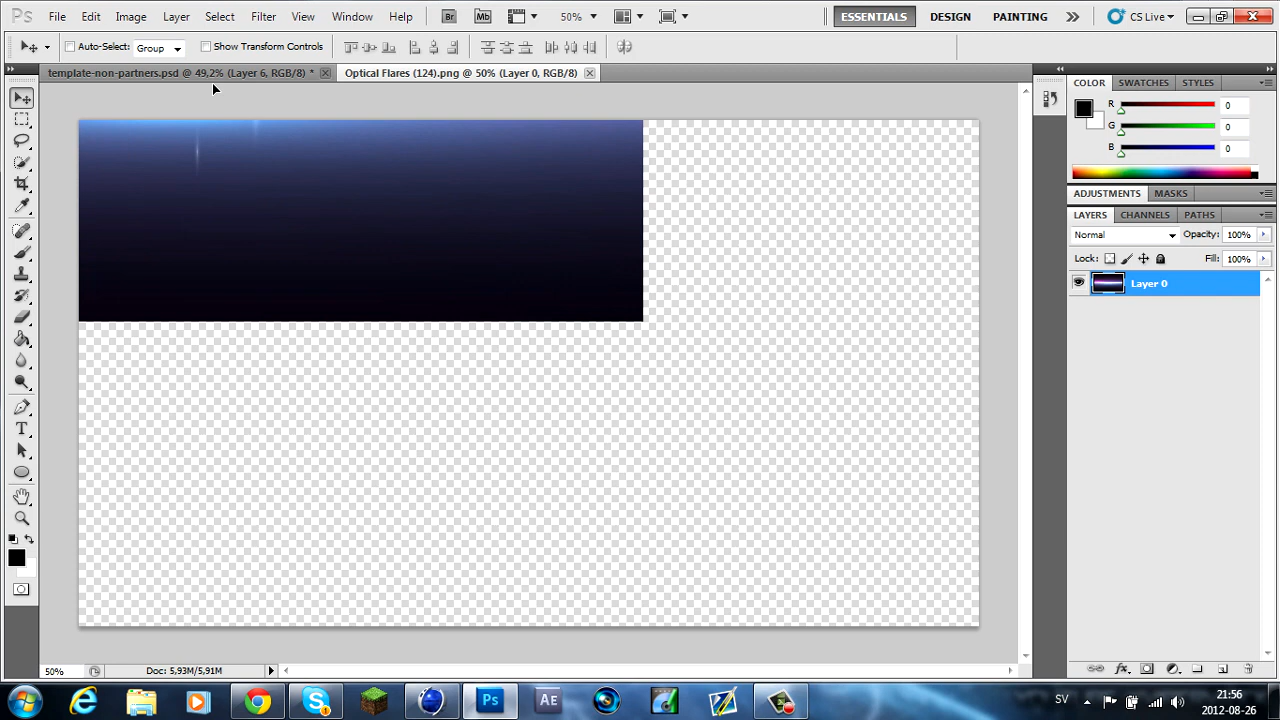 Ps File Edit Image Layer Select Filter View Window Help Br Mb 50% ESSENTIALS DESIGN PAINTING CS Live
Auto-Select: Group Show Transform Controls
template-non-partners.psd @ 49,2% (Layer 6, RGB/8) * Optical Flares (124).png @ 50% (Layer 0, RGB/8)
COLOR SWATCHES STYLES
R 0
G 0
B 0
ADJUSTMENTS MASKS
LAYERS CHANNELS PATHS
Normal Opacity: 100%
Lock: Fill: 100%
Layer 0
T
50% Doc: 5,93M/5,91M
fx
Ps AE SV 21:56
2012-08-26